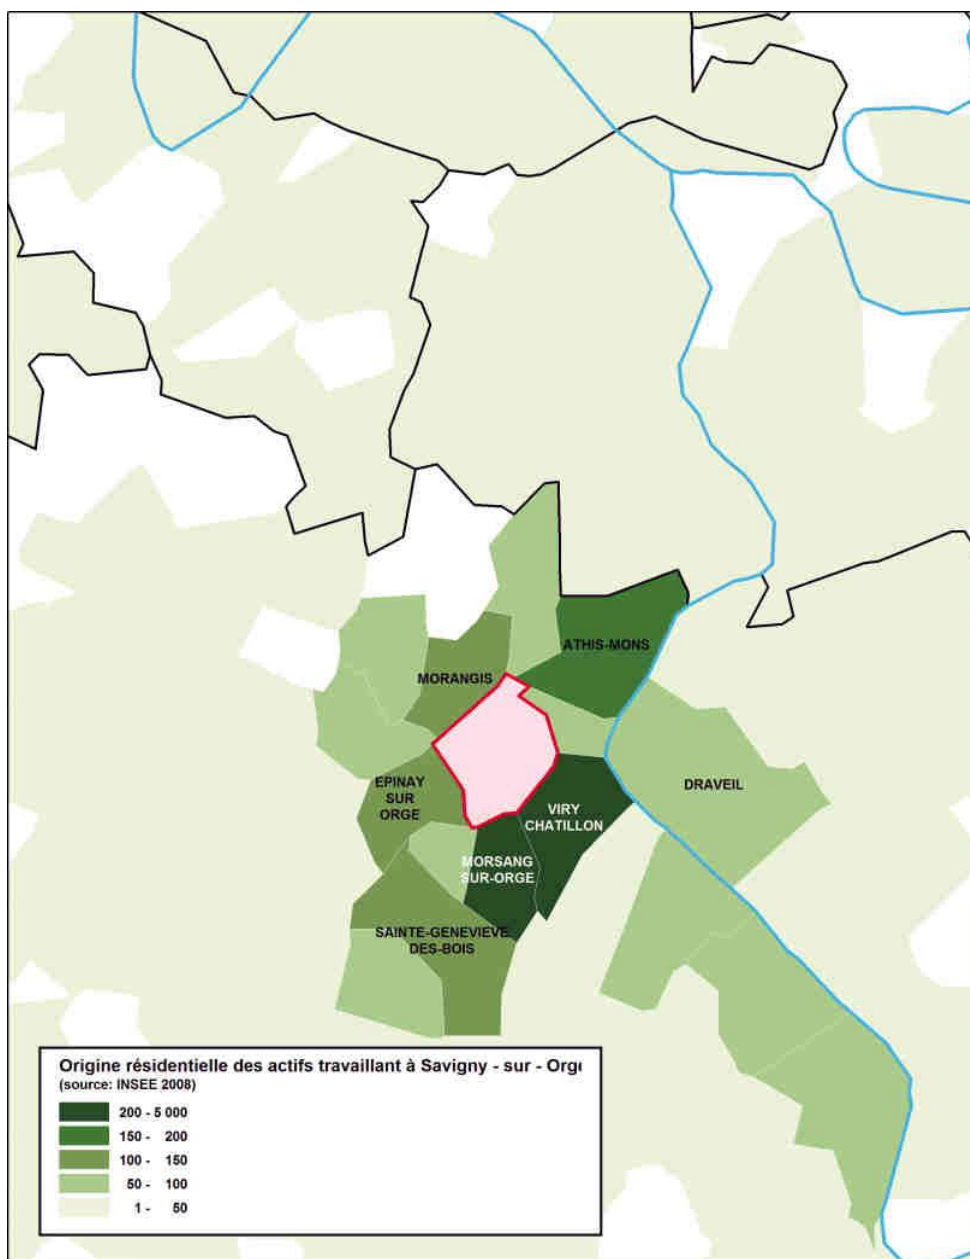 ATHIS-MONS
MORANGIS
DRAVEIL
EPINAY
SUR
ORGE
VIRY
CHATILLON
MORSANG
SUR-ORGE
SAINTE-GENEVIEVE
DES-BOIS
Origine résidentielle des actifs travaillant à Savigny - sur - Orge
(source: INSEE 2008)
200 - 5 000
150 - 200
100 - 150
50 - 100
1 - 50